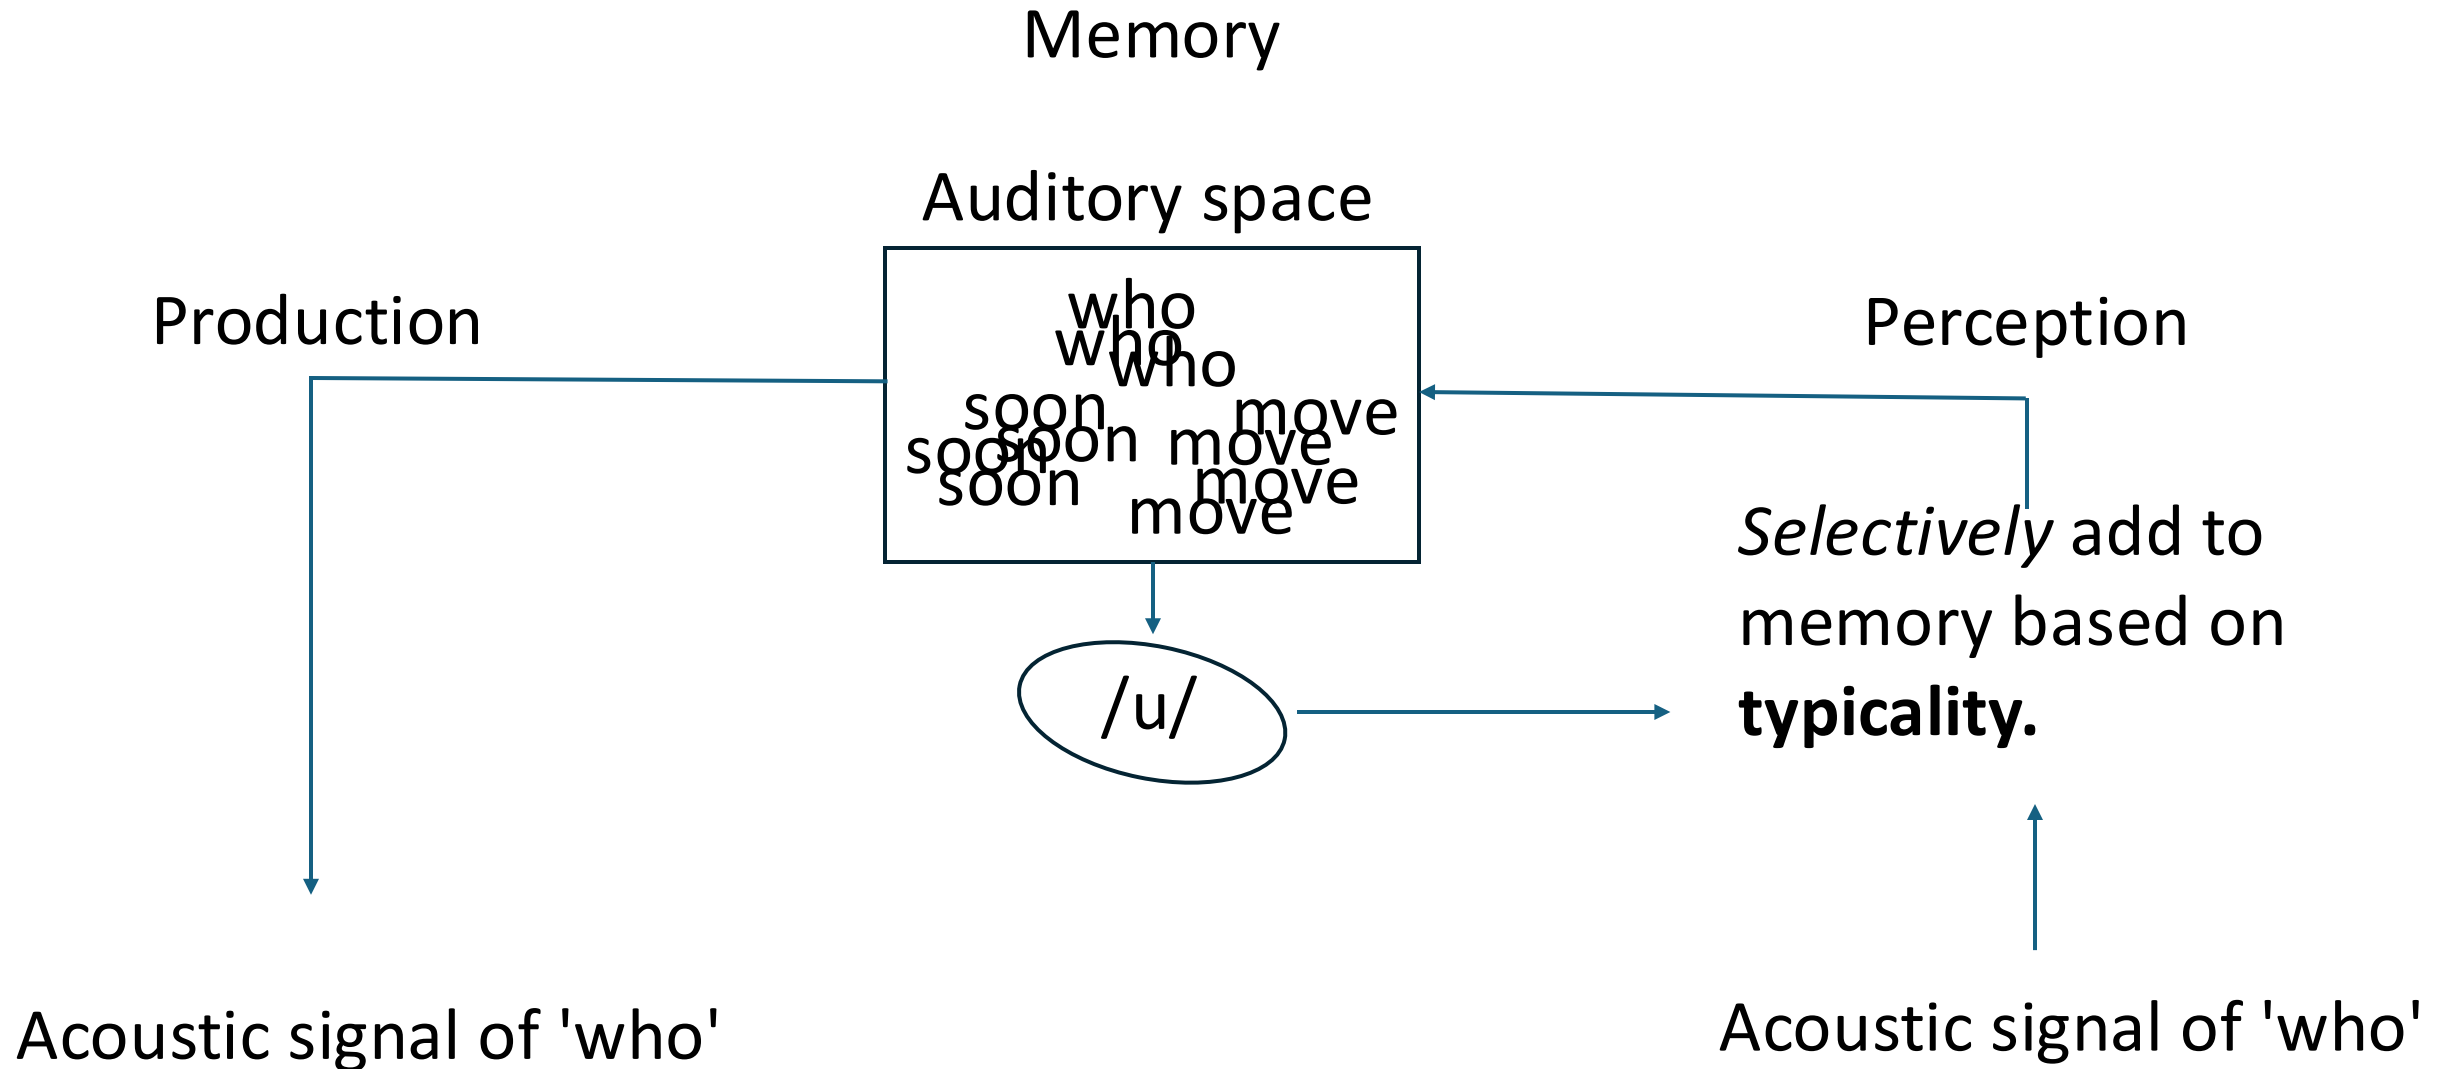 Memory
Auditory space
Production
Perception
who
who
who
soon
move
soon
move
soon
move
soon
move
/u/
Selectively add to
memory based on
typicality.
Acoustic signal of 'who'
Acoustic signal of 'who'